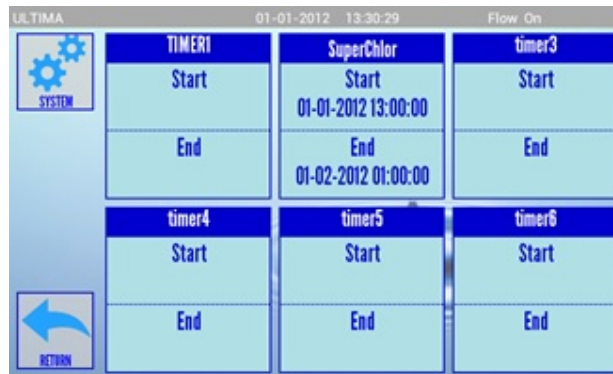 ULTIMA 01-01-2012 13:30:29 Flow On
SYSTEM
TIMER1 SuperChlor timer3
Start Start Start
01-01-2012 13:00:00
End End End
01-02-2012 01:00:00
timer4 timer5 timer6
Start Start Start
End End End
RETURN